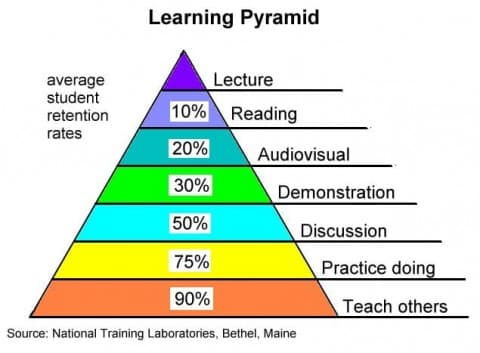 Learning Pyramid
average
student
retention
rates
Lecture
10% Reading
20% Audiovisual
30% Demonstration
50% Discussion
75% Practice doing
90% Teach others
Source: National Training Laboratories, Bethel, Maine